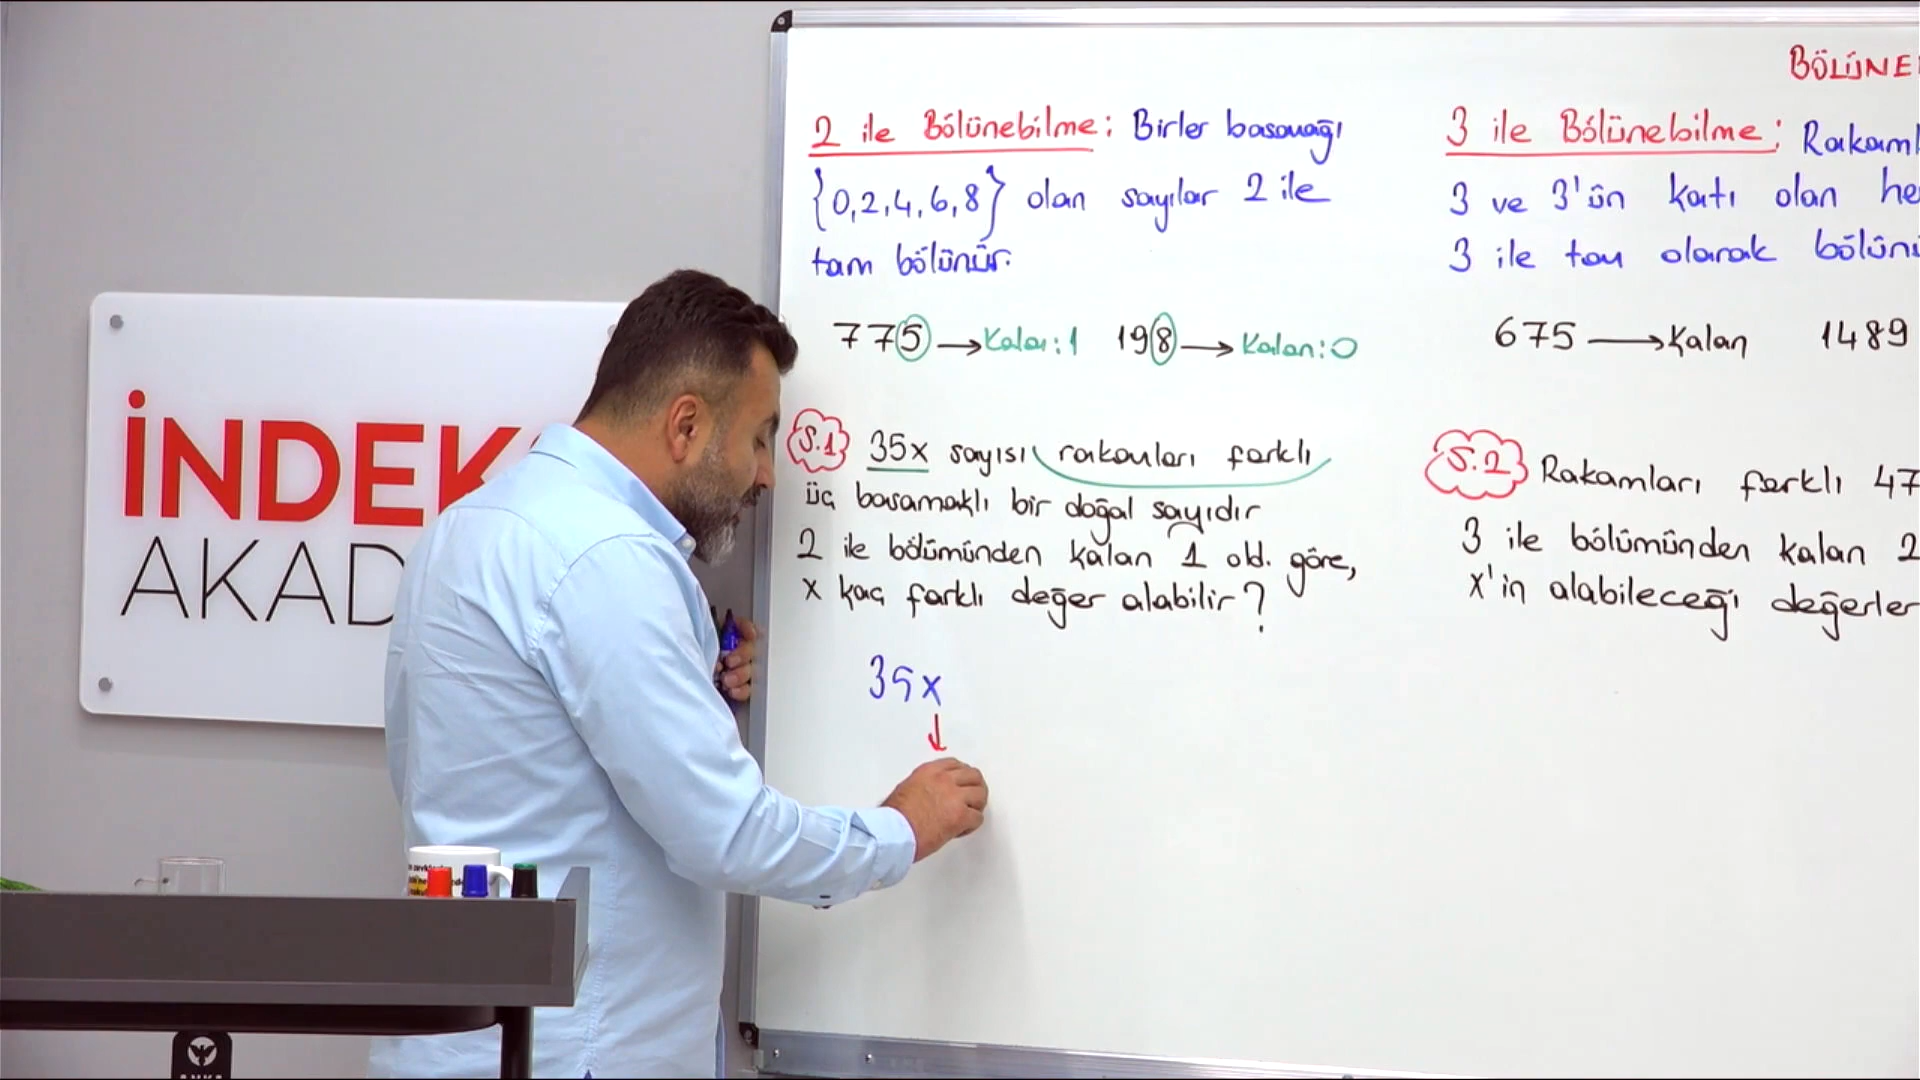 BÖLÜNE
2 ile Bölünebilme: Birler basamağı
{0,2,4,6,8} olan sayılar 2 ile
tam bölünür.
775 → Kalan:1 198 → Kalan:0
S.1 35x sayısı rakamları farklı
üç basamaklı bir doğal sayıdır
2 ile bölümünden kalan 1 old. göre,
x kaç farklı değer alabilir?
35x
3 ile Bölünebilme: Rakaml
3 ve 3'ün katı olan he
3 ile tam olarak bölünü
675 → Kalan 1489
S.2 Rakamları farklı 47
3 ile bölümünden kalan 2
x'in alabileceği değerler
İNDEK
AKAD